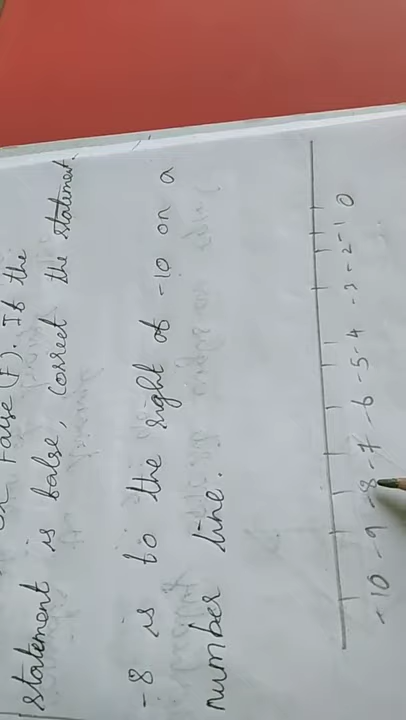 False (F). If the
statement is false, correct the statement.
-8 is to the right of -10 on a
number line.
-10 -9 -8 -7 -6 -5 -4 -3 -2 -1 0